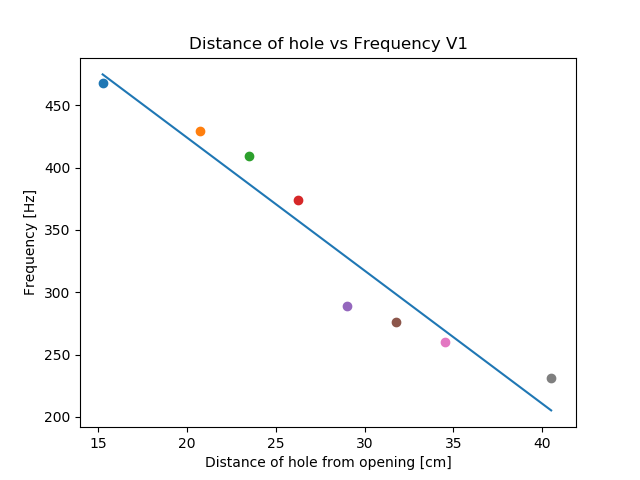 Distance of hole vs Frequency V1
450
400
350
300
250
200
Frequency [Hz]
15 20 25 30 35 40
Distance of hole from opening [cm]